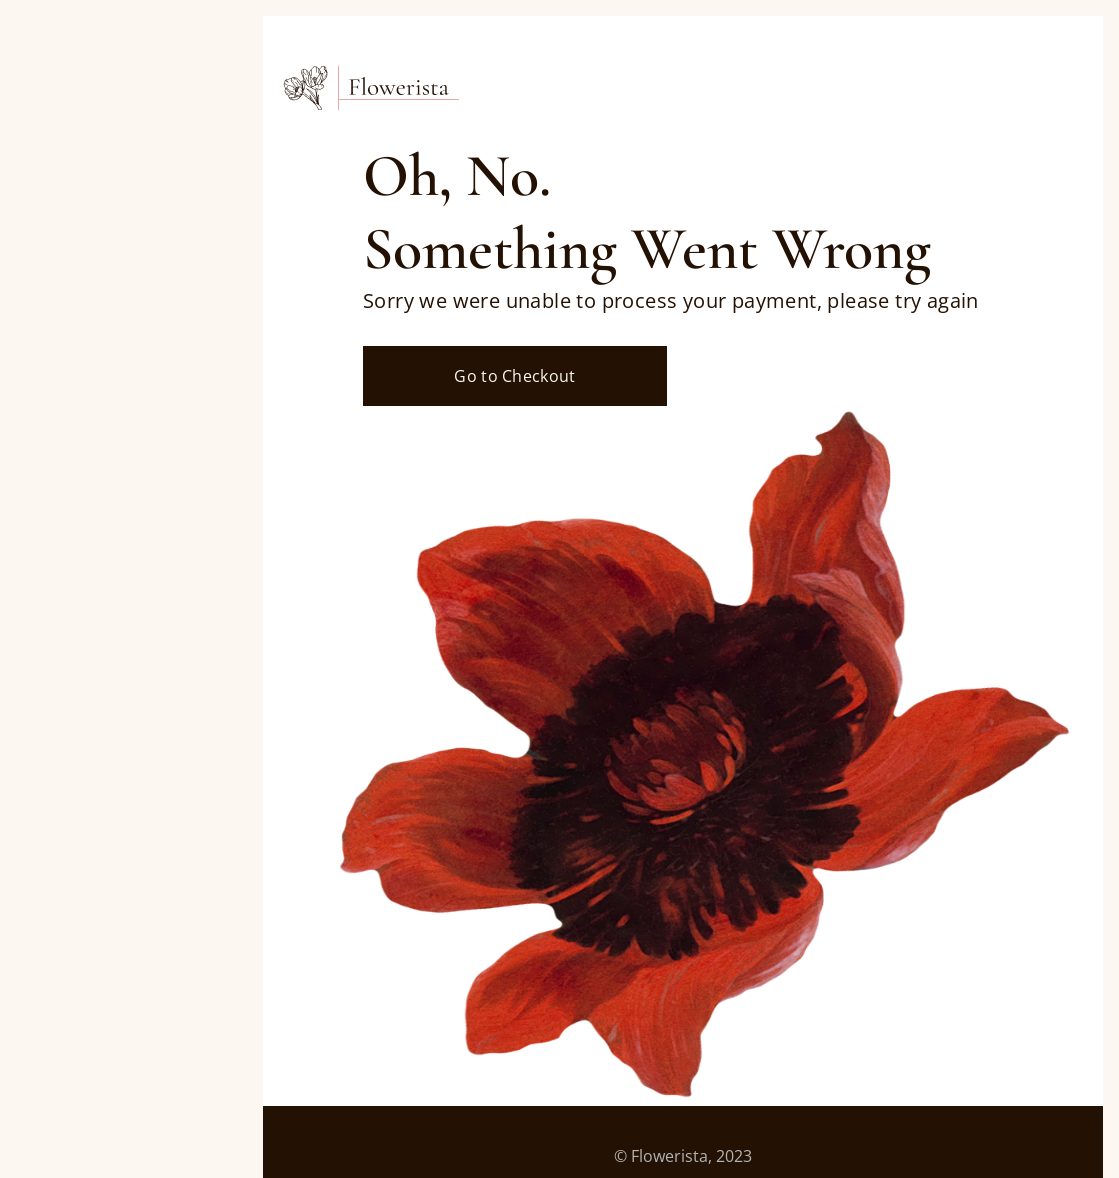 Flowerista
Oh, No.
Something Went Wrong
Sorry we were unable to process your payment, please try again
Go to Checkout
© Flowerista, 2023